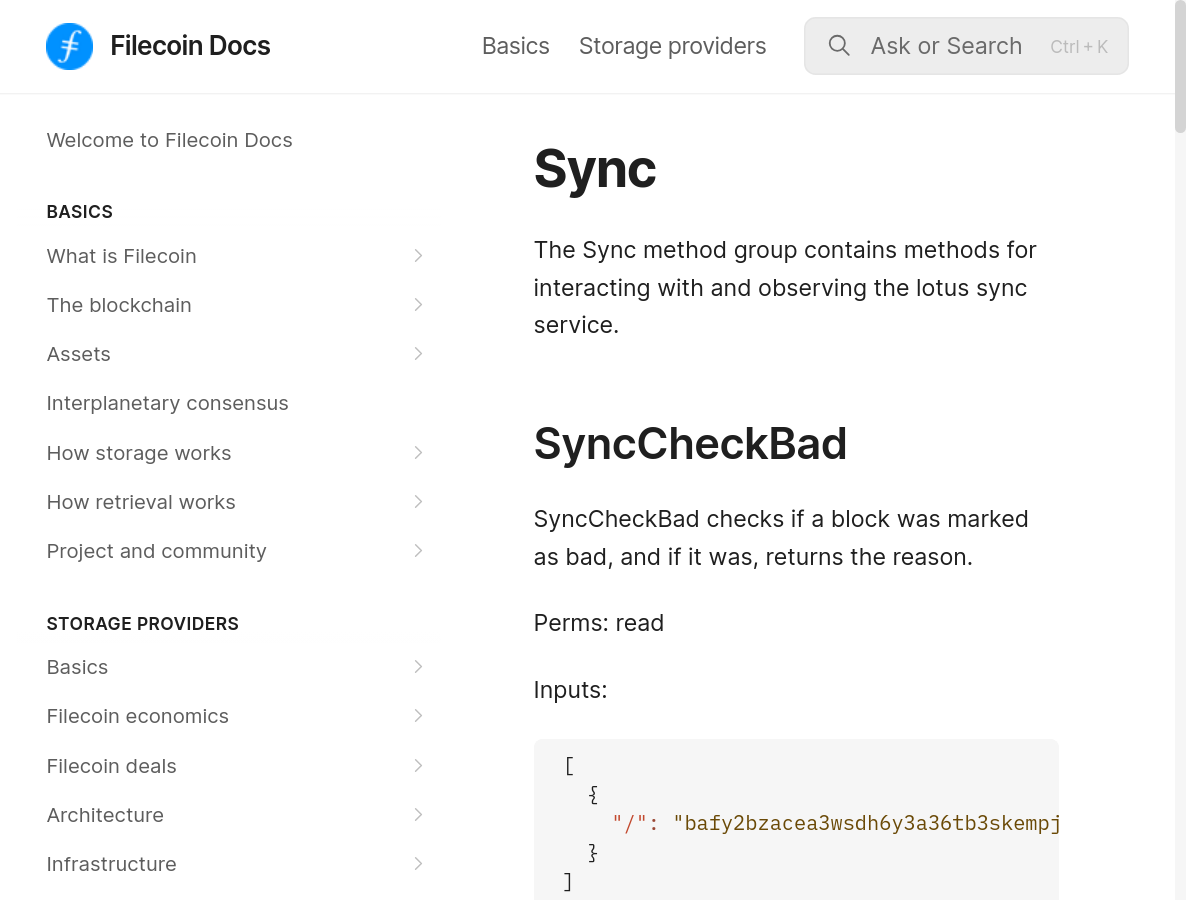 Filecoin Docs
Basics
Storage providers
Ask or Search
Ctrl + K
Welcome to Filecoin Docs
BASICS
What is Filecoin
The blockchain
Assets
Interplanetary consensus
How storage works
How retrieval works
Project and community
STORAGE PROVIDERS
Basics
Filecoin economics
Filecoin deals
Architecture
Infrastructure
Sync
The Sync method group contains methods for
interacting with and observing the lotus sync
service.
SyncCheckBad
SyncCheckBad checks if a block was marked
as bad, and if it was, returns the reason.
Perms: read
Inputs:
[
{
"/": "bafy2bzacea3wsdh6y3a36tb3skempj
}
]